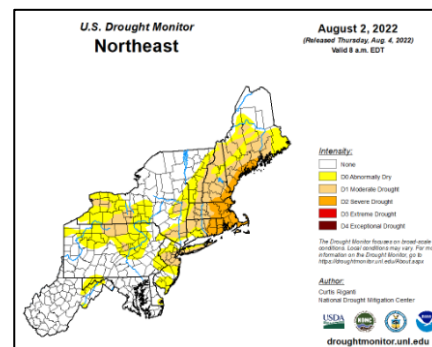 U.S. Drought Monitor
Northeast
August 2, 2022
(Released Thursday, Aug. 4, 2022)
Valid 8 a.m. EDT
Intensity:
None
D0 Abnormally Dry
D1 Moderate Drought
D2 Severe Drought
D3 Extreme Drought
D4 Exceptional Drought
The Drought Monitor focuses on broad-scale
conditions. Local conditions may vary. For more
information on the Drought Monitor, go to
https://droughtmonitor.unl.edu/About.aspx
Author:
Curtis Riganti
National Drought Mitigation Center
USDA
droughtmonitor.unl.edu